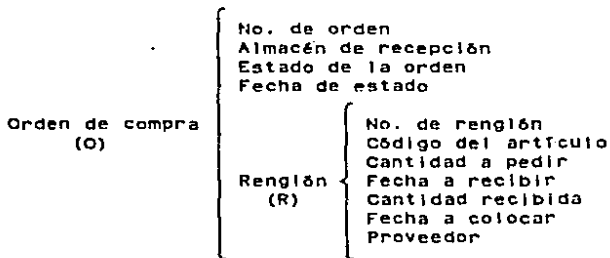 No. de orden
Almacén de recepción
Estado de la orden
Fecha de estado
Orden de compra
(O)
No. de renglón
Código del artículo
Cantidad a pedir
Renglón
Fecha a recibir
(R)
Cantidad recibida
Fecha a colocar
Proveedor